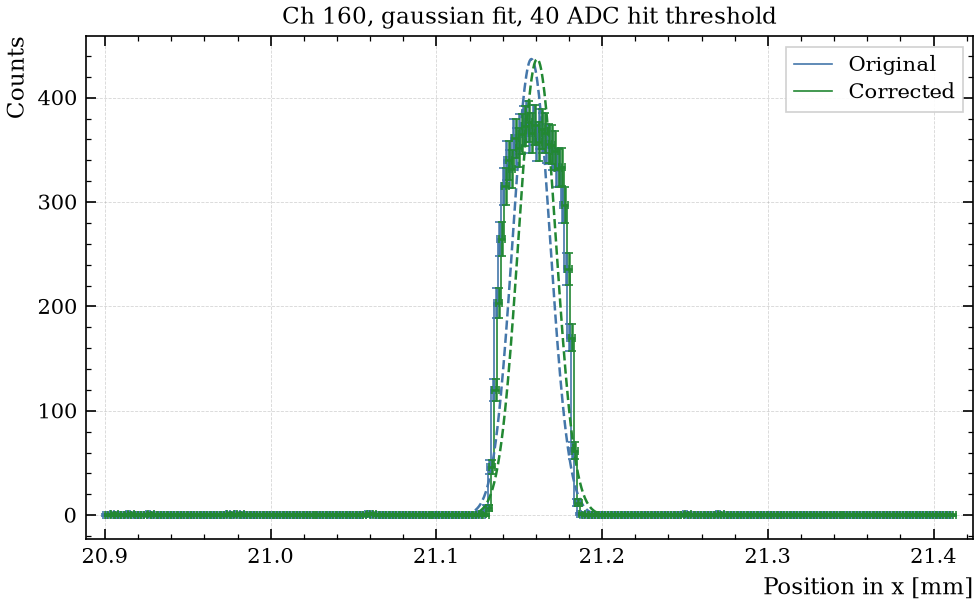 Ch 160, gaussian fit, 40 ADC hit threshold
Counts
Original
Corrected
400
300
200
100
0
20.9 21.0 21.1 21.2 21.3 21.4
Position in x [mm]